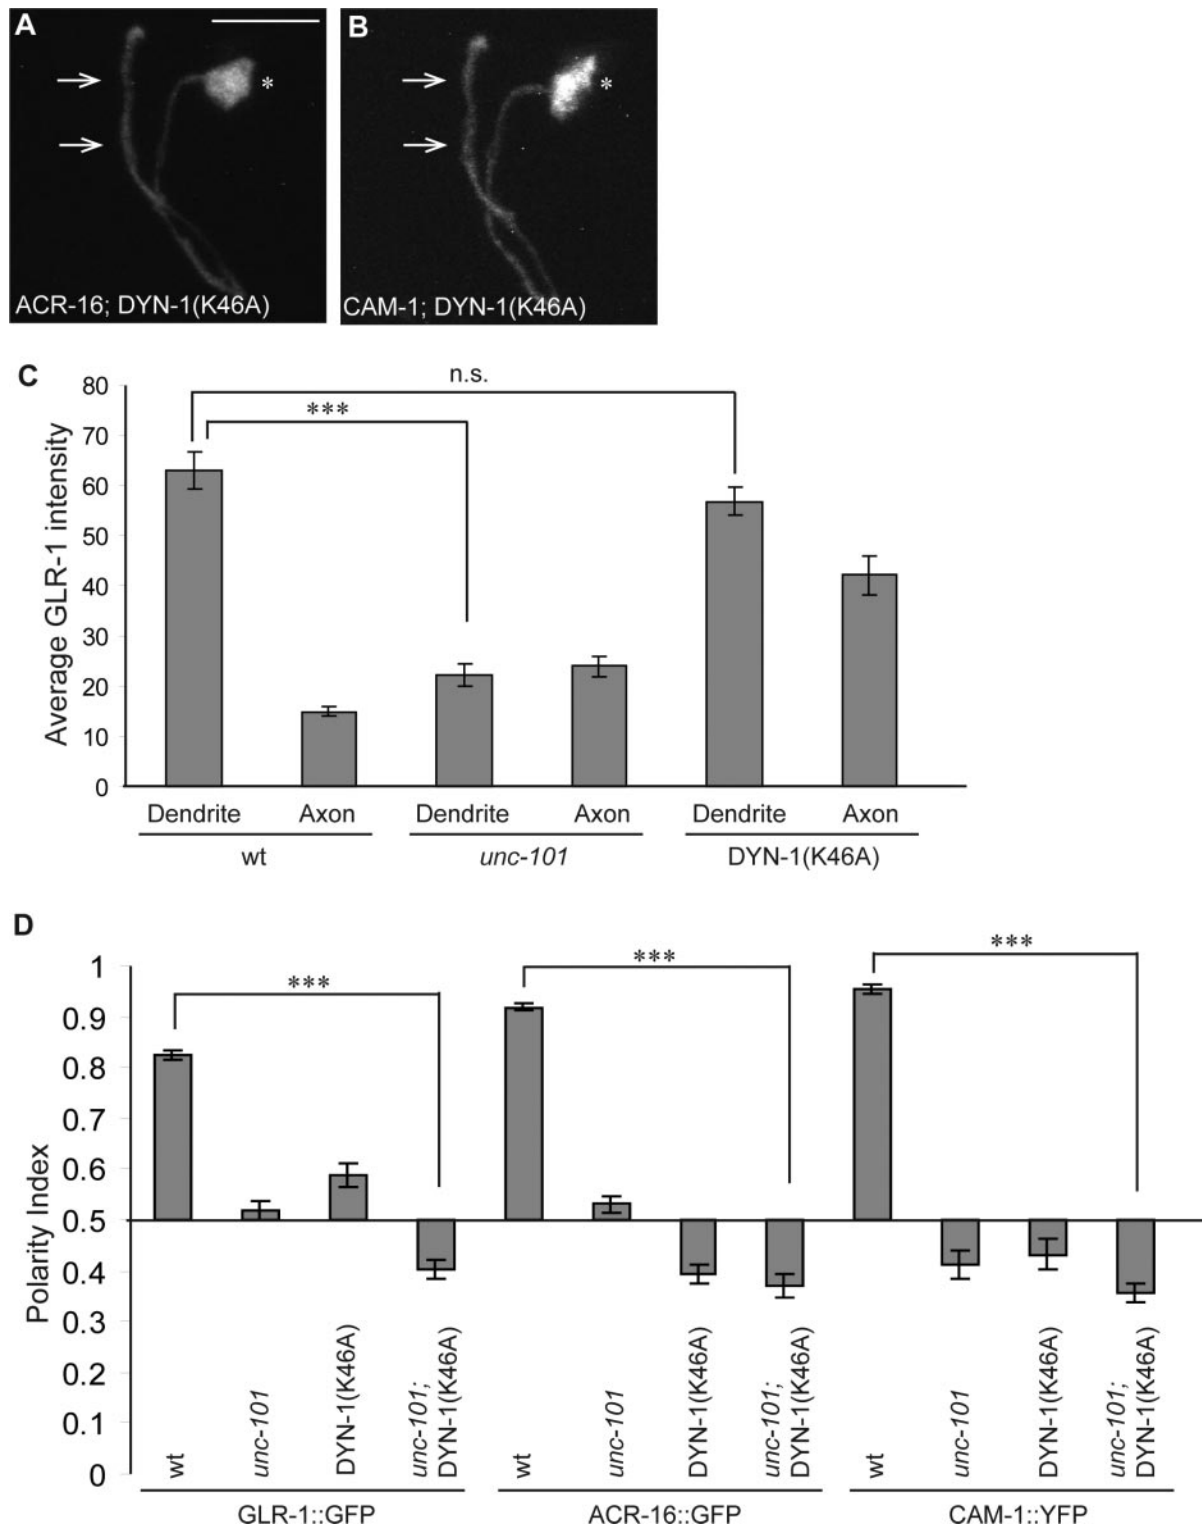 A
B
*
*
ACR-16; DYN-1(K46A)
CAM-1; DYN-1(K46A)
C
n.s.
***
80
70
60
50
40
30
20
10
0
Average GLR-1 intensity
Dendrite Axon Dendrite Axon Dendrite Axon
wt unc-101 DYN-1(K46A)
D
*** *** ***
1
0.9
0.8
0.7
0.6
0.5
0.4
0.3
0.2
0.1
0
Polarity Index
wt
unc-101
DYN-1(K46A)
unc-101;
DYN-1(K46A)
wt
unc-101
DYN-1(K46A)
unc-101;
DYN-1(K46A)
wt
unc-101
DYN-1(K46A)
unc-101;
DYN-1(K46A)
GLR-1::GFP ACR-16::GFP CAM-1::YFP